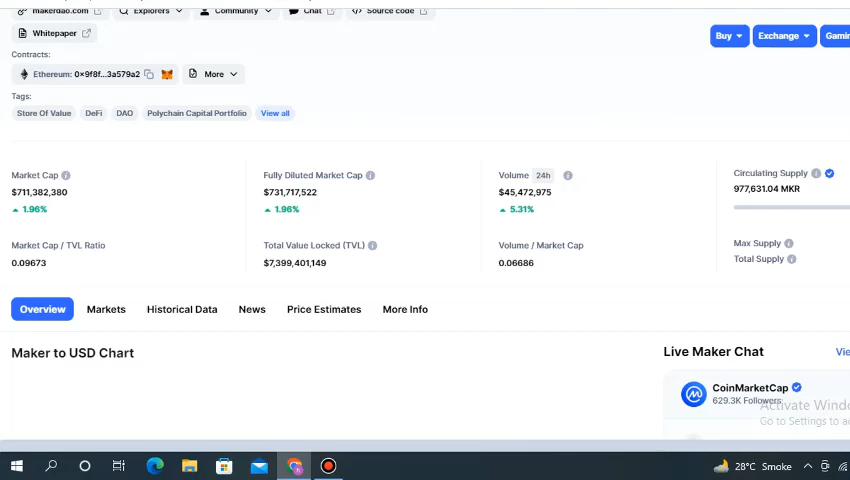 makerdao.com Explorers Community Chat Source code
Whitepaper
Buy Exchange
Contracts:
Ethereum: 0x9f8f...3a579a2 More
Tags:
Store Of Value DeFi DAO Polychain Capital Portfolio View all
Market Cap Fully Diluted Market Cap Volume 24h Circulating Supply
$711,382,380 $731,717,522 $45,472,975 977,631.04 MKR
1.96% 1.96% 5.31%
Market Cap / TVL Ratio Total Value Locked (TVL) Volume / Market Cap Max Supply
0.09673 $7,399,401,149 0.06686 Total Supply
Overview Markets Historical Data News Price Estimates More Info
Maker to USD Chart Live Maker Chat
CoinMarketCap
629.3K Followers
Activate Windo
Go to Settings to a
28°C Smoke